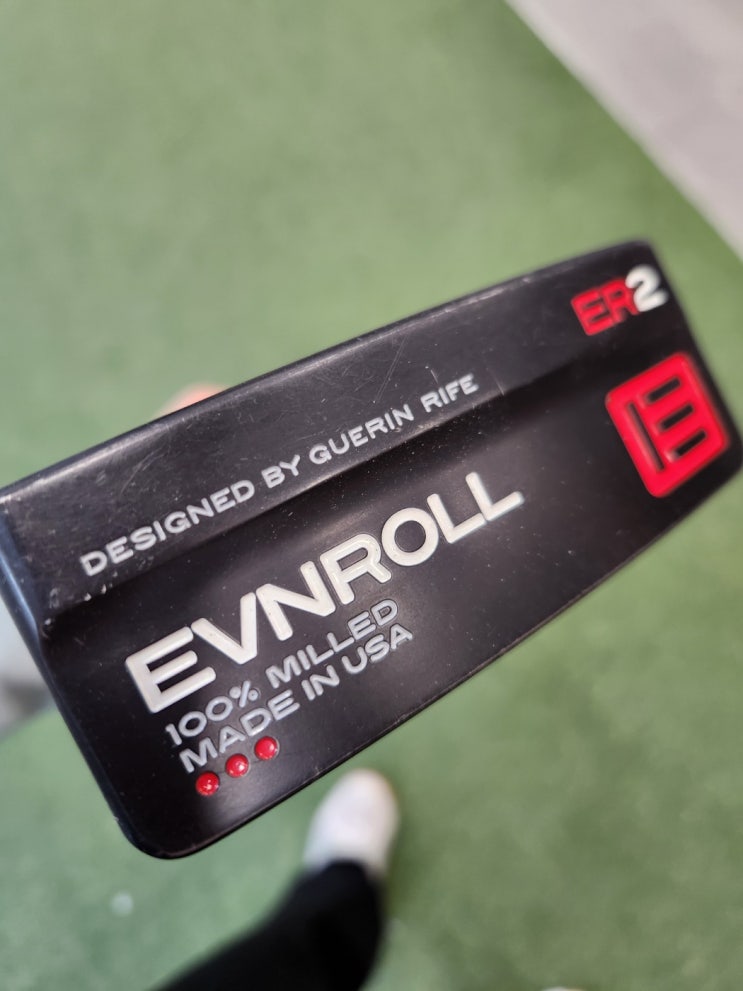 ER2
DESIGNED BY GUERIN RIFE
E
EVNROLL
100% MILLED
MADE IN USA